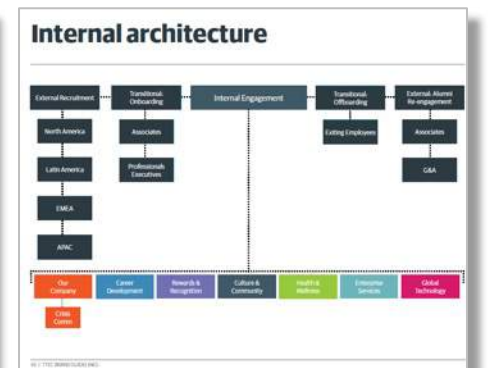 Internal architecture
External Recruitment
Transitional: Onboarding
Internal Engagement
Transitional: Offboarding
External: Alumni
Re-engagement
North America
Associates
Exiting Employees
Associates
Latin America
Professionals
Executives
G&A
EMEA
APAC
Our
Company
Career
Development
Rewards &
Recognition
Culture &
Community
Health &
Wellness
Enterprise
Services
Global
Technology
Crisis
Comm